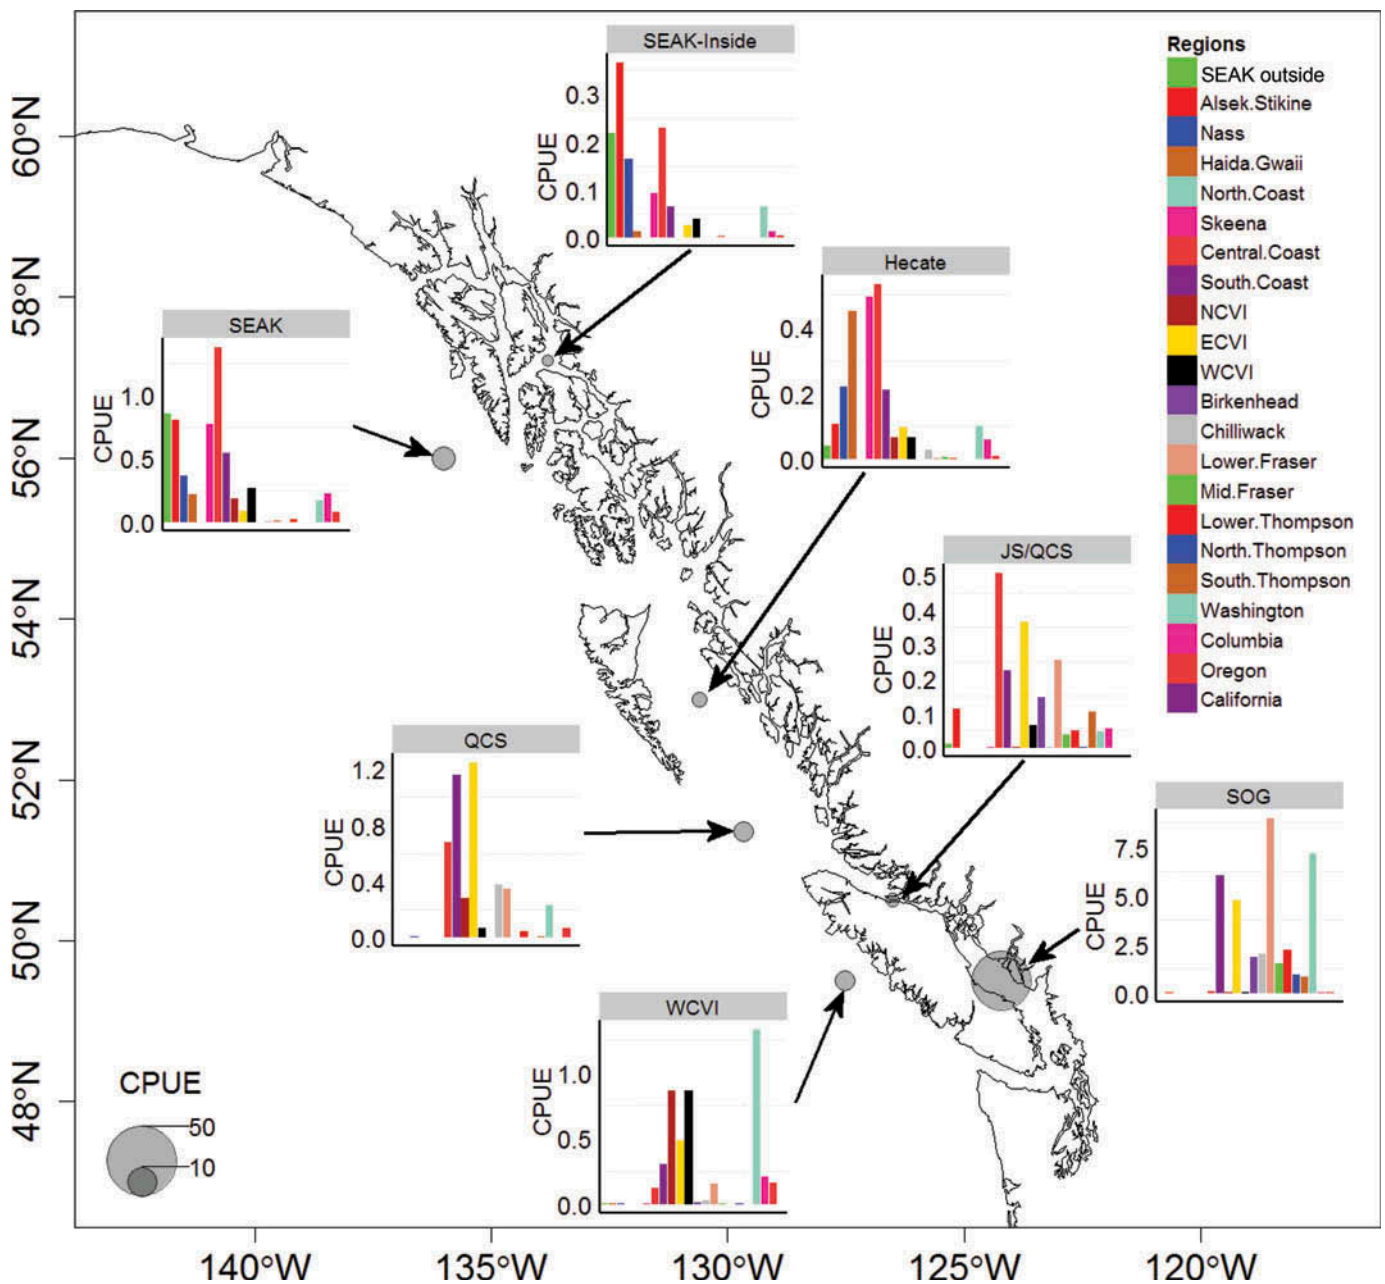 60°N
58°N
56°N
54°N
52°N
50°N
48°N
140°W
135°W
130°W
125°W
120°W
SEAK-Inside
CPUE
0.3
0.2
0.1
0.0
Hecate
CPUE
0.4
0.2
0.0
SEAK
CPUE
1.0
0.5
0.0
JS/QCS
CPUE
0.5
0.4
0.3
0.2
0.1
0.0
QCS
CPUE
1.2
0.8
0.4
0.0
SOG
CPUE
7.5
5.0
2.5
0.0
WCVI
CPUE
1.0
0.5
0.0
CPUE
50
10
Regions
SEAK outside
Alsek.Stikine
Nass
Haida.Gwaii
North.Coast
Skeena
Central.Coast
South.Coast
NCVI
ECVI
WCVI
Birkenhead
Chilliwack
Lower.Fraser
Mid.Fraser
Lower.Thompson
North.Thompson
South.Thompson
Washington
Columbia
Oregon
California